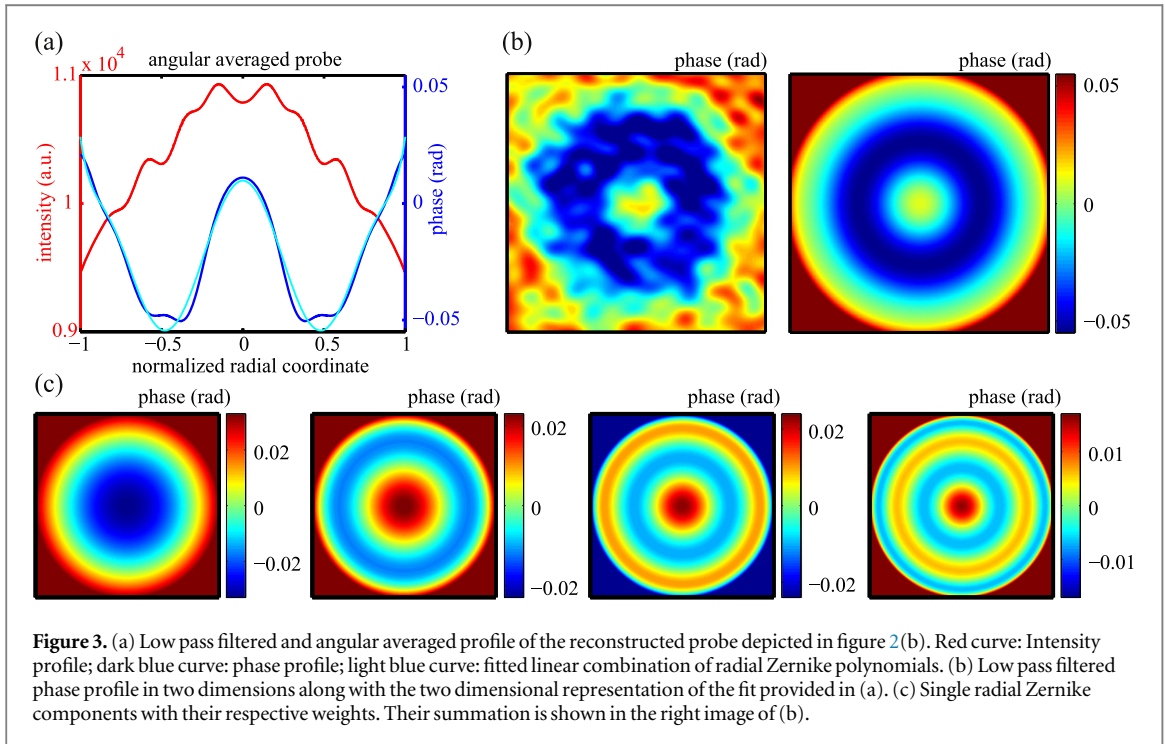 (a)
1.1 x 10^4
angular averaged probe
0.05
intensity (a.u.)
1
0
phase (rad)
0.9
−0.05
−1 −0.5 0 0.5 1
normalized radial coordinate
(b)
phase (rad)
phase (rad)
0.05
0
−0.05
(c)
phase (rad)
0.02
0
−0.02
phase (rad)
0.02
0
−0.02
phase (rad)
0.02
0
−0.02
phase (rad)
0.01
0
−0.01
Figure 3. (a) Low pass filtered and angular averaged profile of the reconstructed probe depicted in figure 2(b). Red curve: Intensity
profile; dark blue curve: phase profile; light blue curve: fitted linear combination of radial Zernike polynomials. (b) Low pass filtered
phase profile in two dimensions along with the two dimensional representation of the fit provided in (a). (c) Single radial Zernike
components with their respective weights. Their summation is shown in the right image of (b).